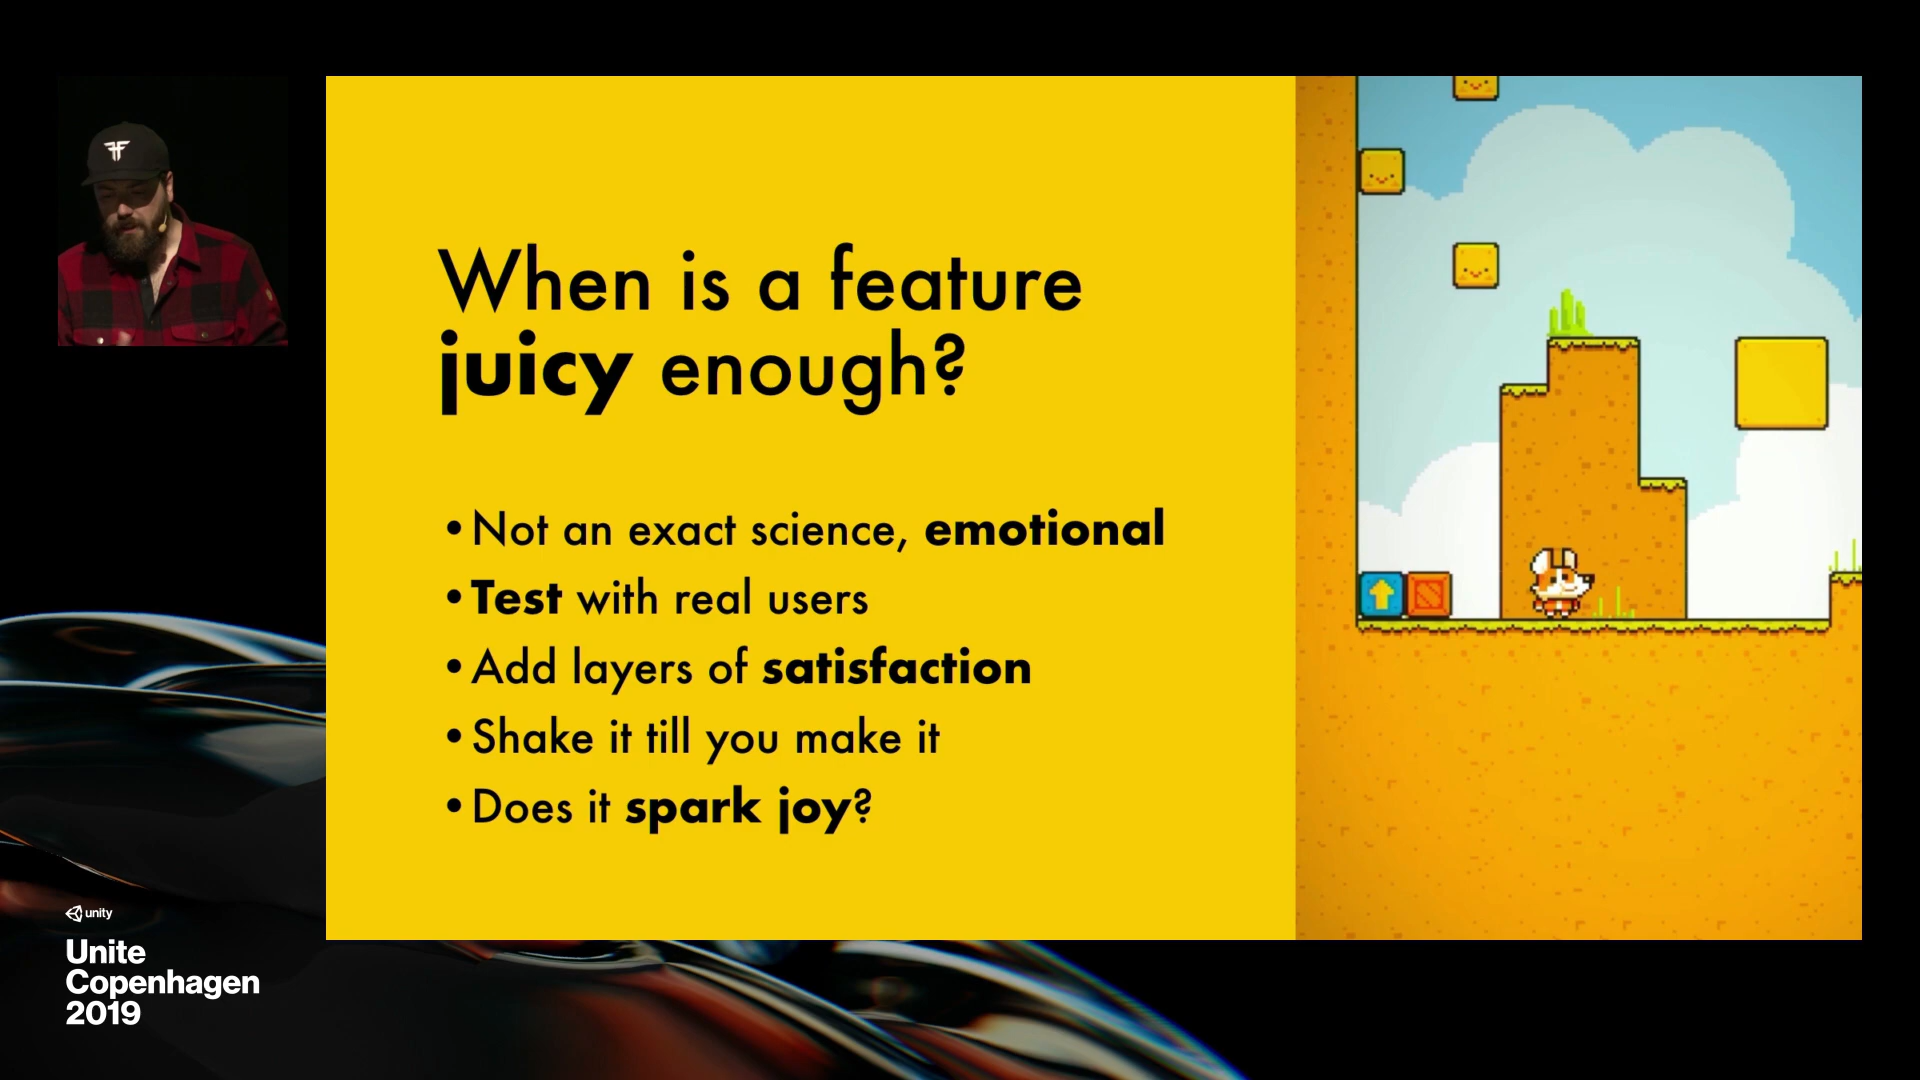 When is a feature
juicy enough?
• Not an exact science, emotional
• Test with real users
• Add layers of satisfaction
• Shake it till you make it
• Does it spark joy?
unity
Unite
Copenhagen
2019